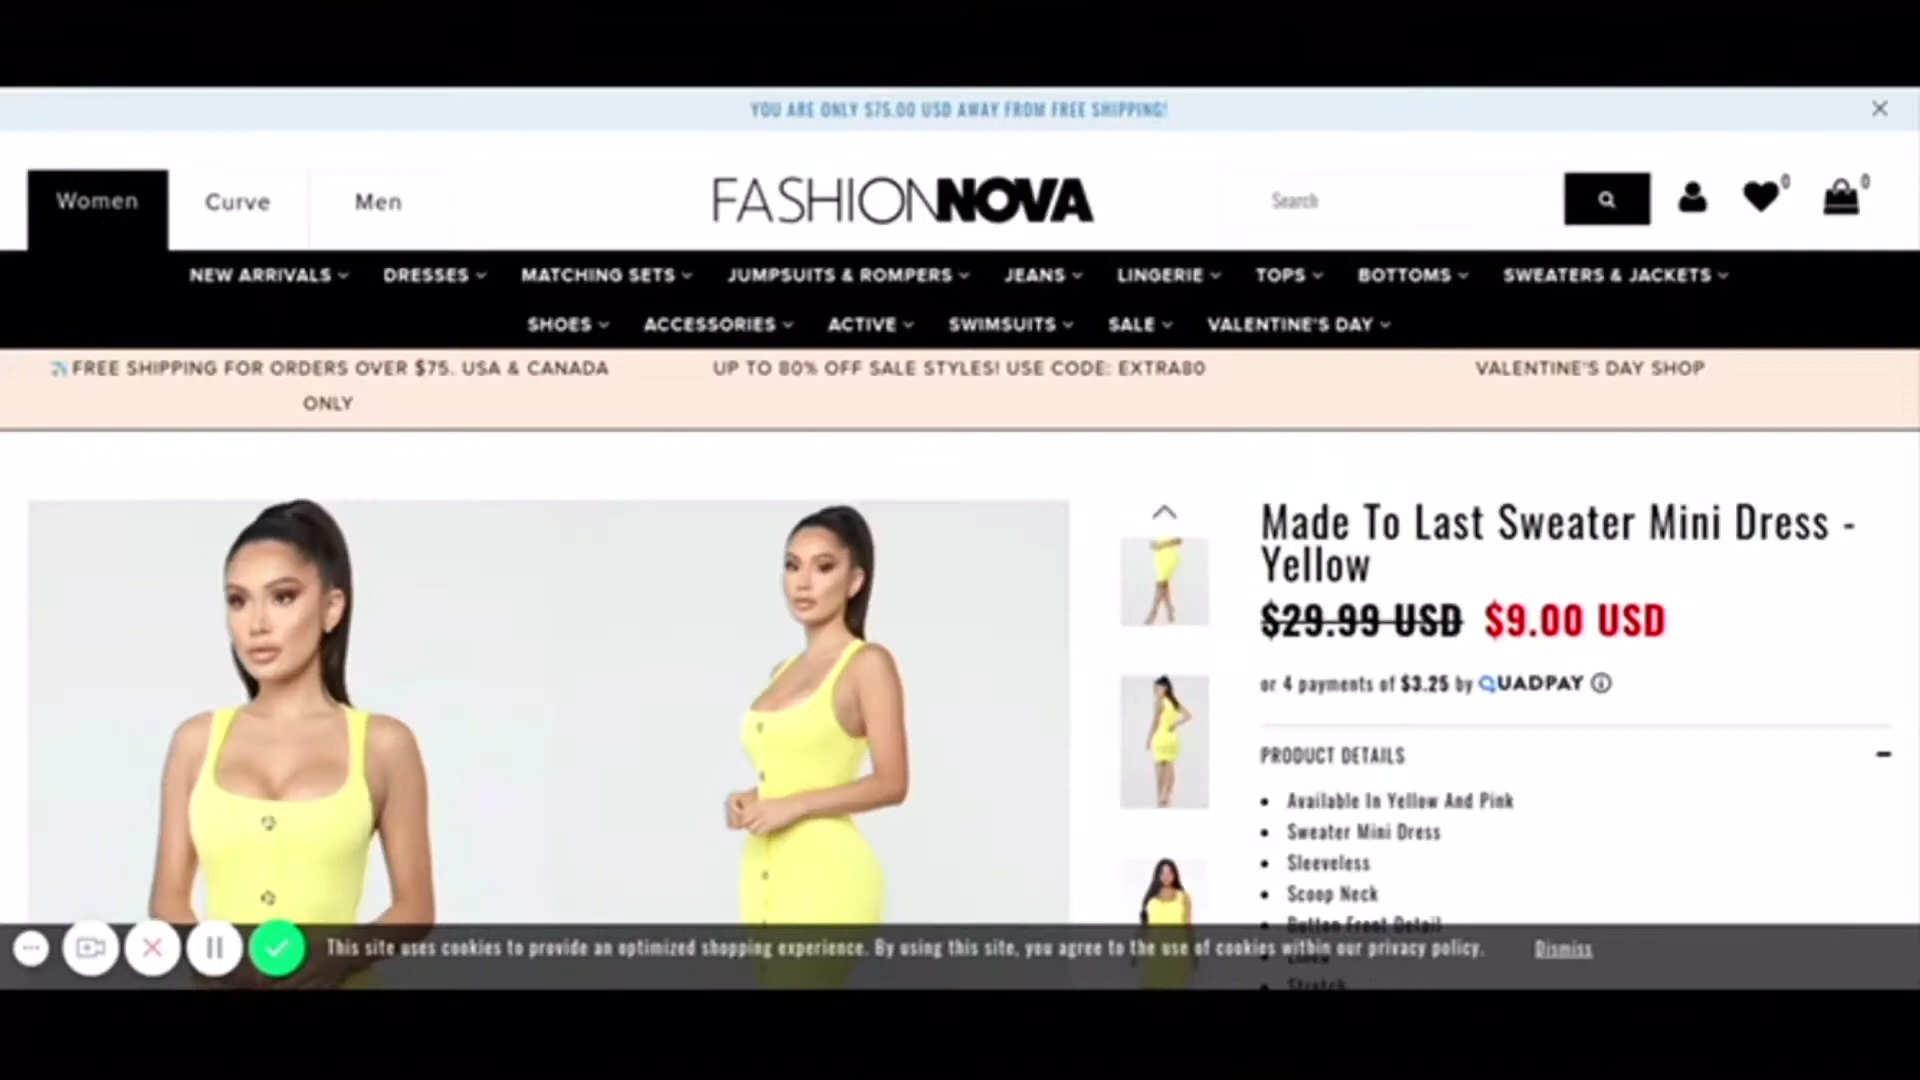 YOU ARE ONLY $75.00 USD AWAY FROM FREE SHIPPING!
Women
Curve
Men
FASHIONNOVA
Search
0
0
NEW ARRIVALS
DRESSES
MATCHING SETS
JUMPSUITS & ROMPERS
JEANS
LINGERIE
TOPS
BOTTOMS
SWEATERS & JACKETS
SHOES
ACCESSORIES
ACTIVE
SWIMSUITS
SALE
VALENTINE'S DAY
FREE SHIPPING FOR ORDERS OVER $75. USA & CANADA
ONLY
UP TO 80% OFF SALE STYLES! USE CODE: EXTRA80
VALENTINE'S DAY SHOP
Made To Last Sweater Mini Dress -
Yellow
$29.99 USD $9.00 USD
or 4 payments of $3.25 by QUADPAY
PRODUCT DETAILS
Available In Yellow And Pink
Sweater Mini Dress
Sleeveless
Scoop Neck
Button Front Detail
This site uses cookies to provide an optimized shopping experience. By using this site, you agree to the use of cookies within our privacy policy.
Dismiss
Stretch